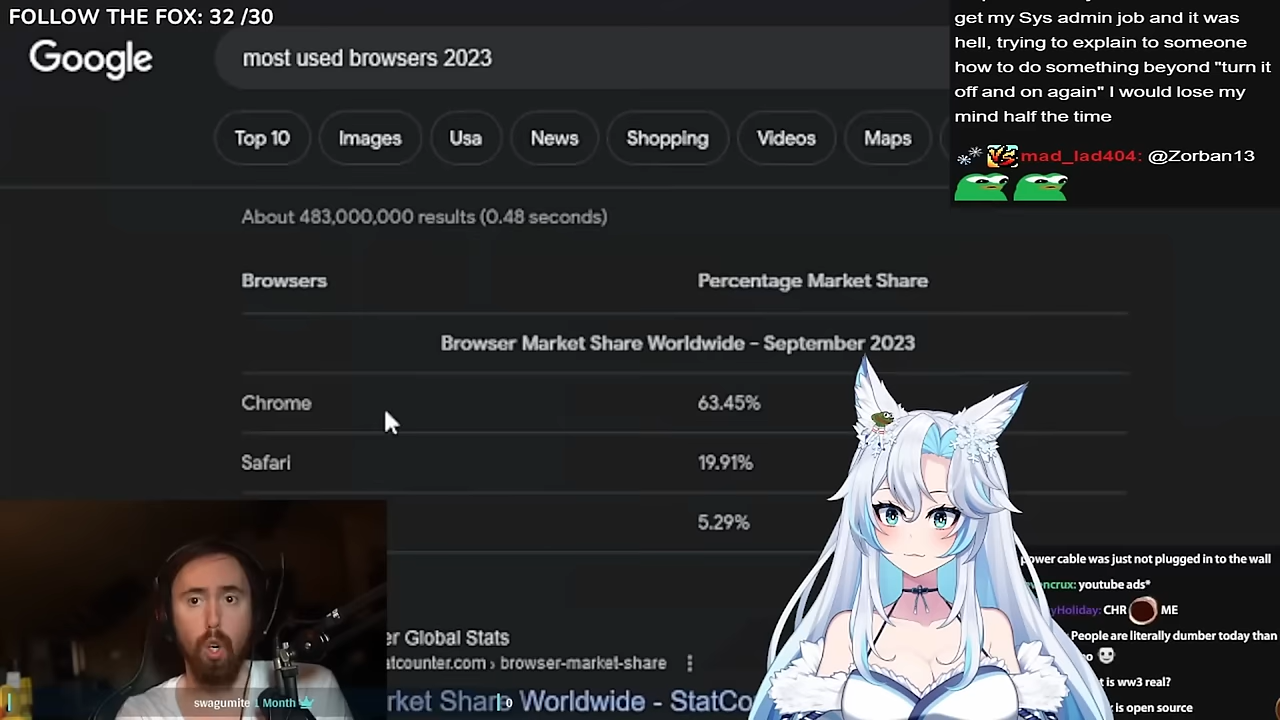 FOLLOW THE FOX: 32 /30
get my Sys admin job and it was
hell, trying to explain to someone
how to do something beyond "turn it
off and on again" I would lose my
mind half the time
mad_lad404: @Zorban13
Google
most used browsers 2023
Top 10
Images
Usa
News
Shopping
Videos
Maps
About 483,000,000 results (0.48 seconds)
Browsers
Percentage Market Share
Browser Market Share Worldwide - September 2023
Chrome
63.45%
Safari
19.91%
5.29%
er Global Stats
atcounter.com › browser-market-share
rket Share Worldwide - StatCo
swagumite 1 Month
0
power cable was just not plugged in to the wall
encrux: youtube ads*
yHoliday: CHR ME
People are literally dumber today than
t is ww3 real?
is open source